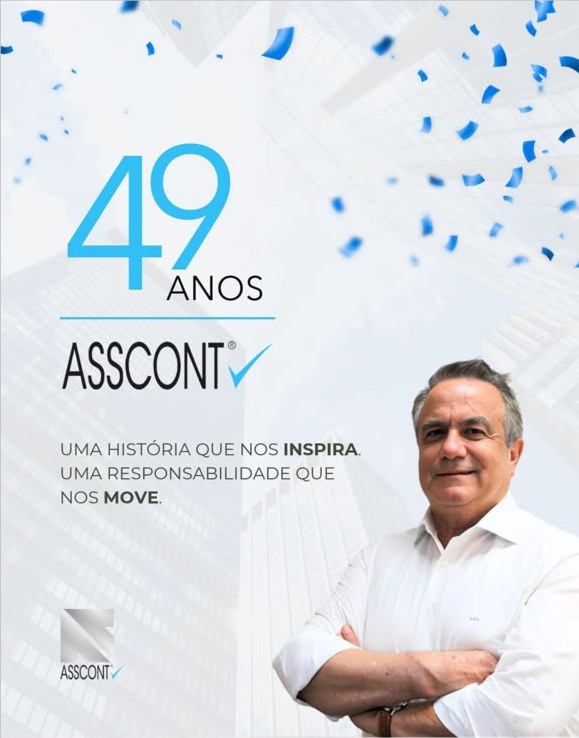 49
ANOS
ASSCONT®
UMA HISTÓRIA QUE NOS INSPIRA.
UMA RESPONSABILIDADE QUE
NOS MOVE.
ASSCONT®